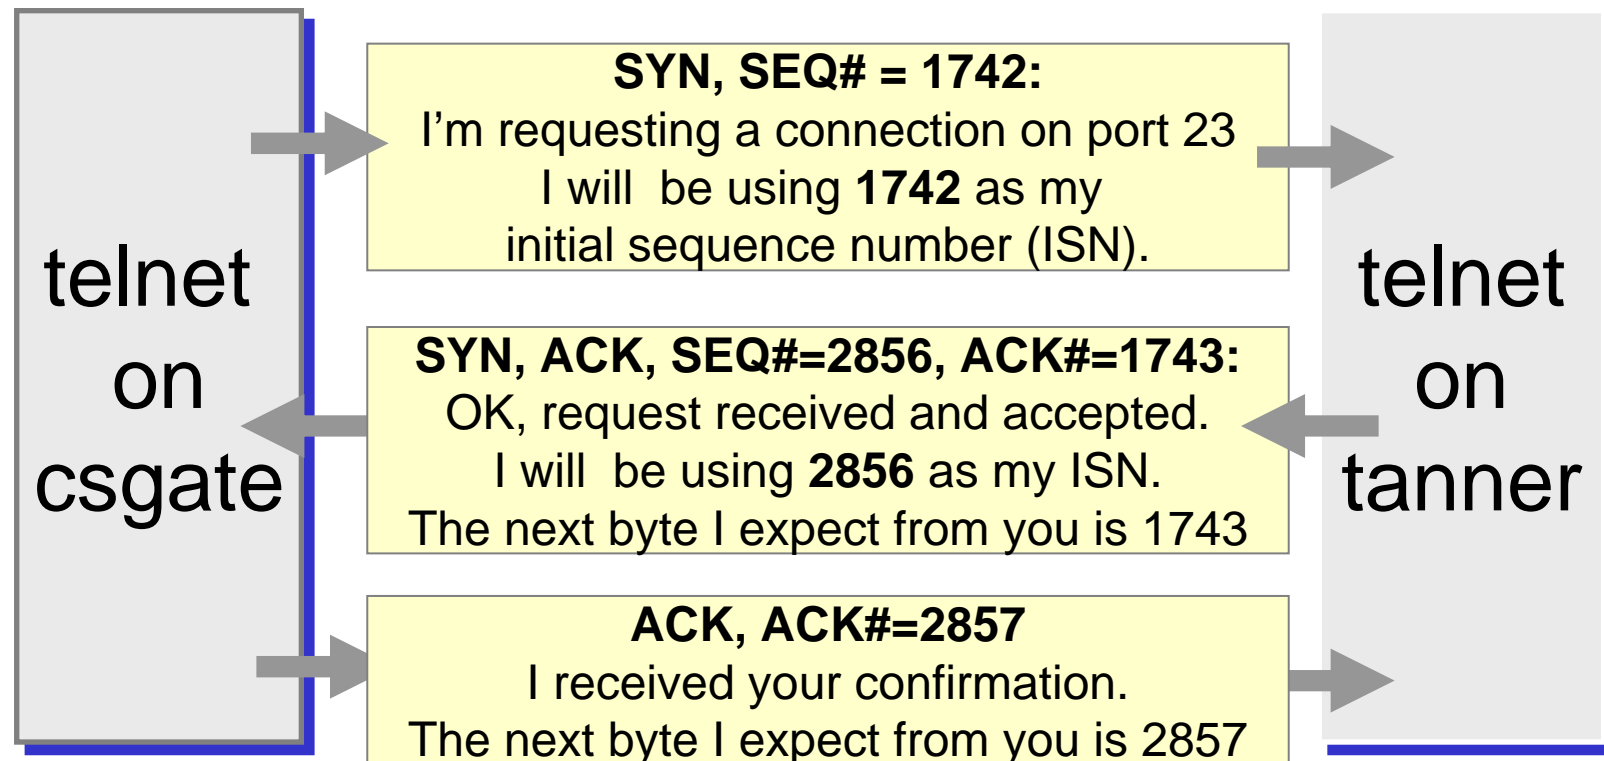 telnet
on
csgate
SYN, SEQ# = 1742:
I'm requesting a connection on port 23
I will be using 1742 as my
initial sequence number (ISN).
SYN, ACK, SEQ#=2856, ACK#=1743:
OK, request received and accepted.
I will be using 2856 as my ISN.
The next byte I expect from you is 1743
ACK, ACK#=2857
I received your confirmation.
The next byte I expect from you is 2857
telnet
on
tanner